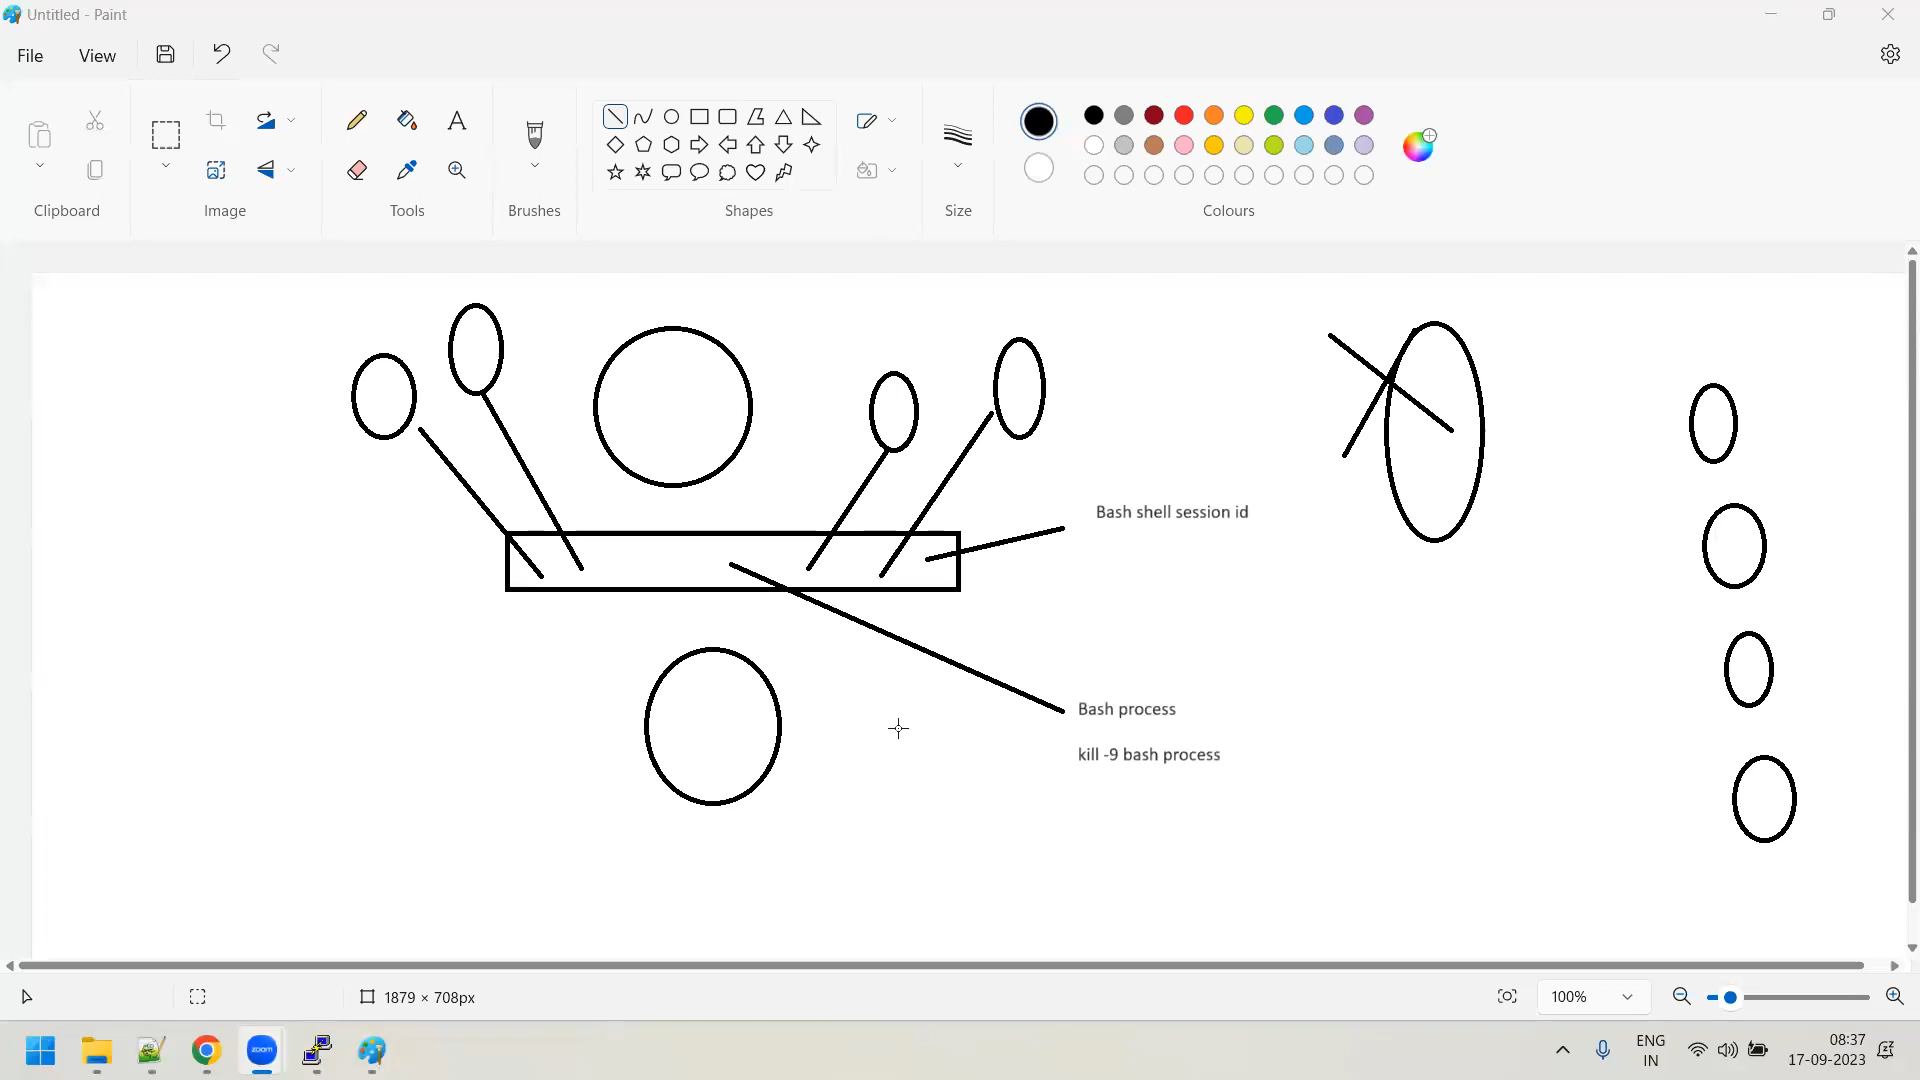 Untitled - Paint
File
View
Clipboard
Image
Tools
Brushes
Shapes
Size
Colours
Bash shell session id
Bash process
kill -9 bash process
1879 × 708px
100%
zoom
ENG
IN
08:37
17-09-2023